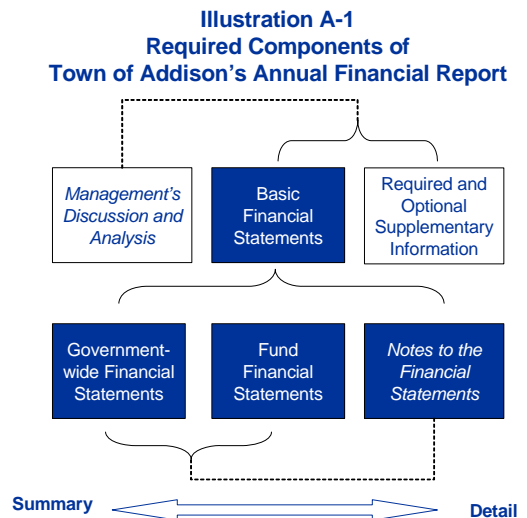 Illustration A-1
Required Components of
Town of Addison's Annual Financial Report
Management's
Discussion and
Analysis
Basic
Financial
Statements
Required and
Optional
Supplementary
Information
Government-
wide Financial
Statements
Fund
Financial
Statements
Notes to the
Financial
Statements
Summary
Detail